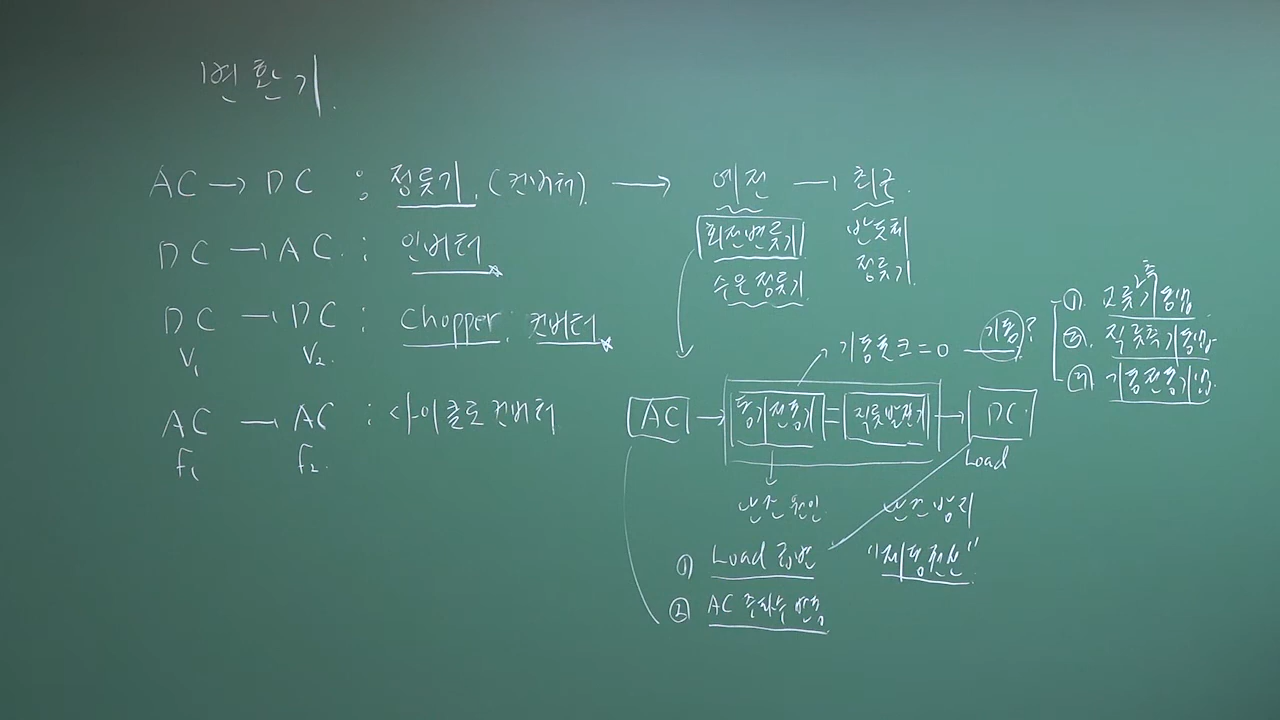 변환기.
AC → DC : 정류기. (컨버터) → 예전 → 최근.
DC → AC. : 인버터
DC → DC : Chopper, 컨버터
V₁ V₂.
AC → AC : 사이클로 컨버터
f₁ f₂.
회전변류기
수은 정류기
반도체
정류기
기동토크 = 0 — 기동?
① 교류측 기동법
② 직류측 기동법
③ 기동전동기법.
AC → 동기전동기 = 직류발전기 → DC.
Load
난조 원인
① Load 급변
② AC 주파수 변동
난조 방지
"제동권선"